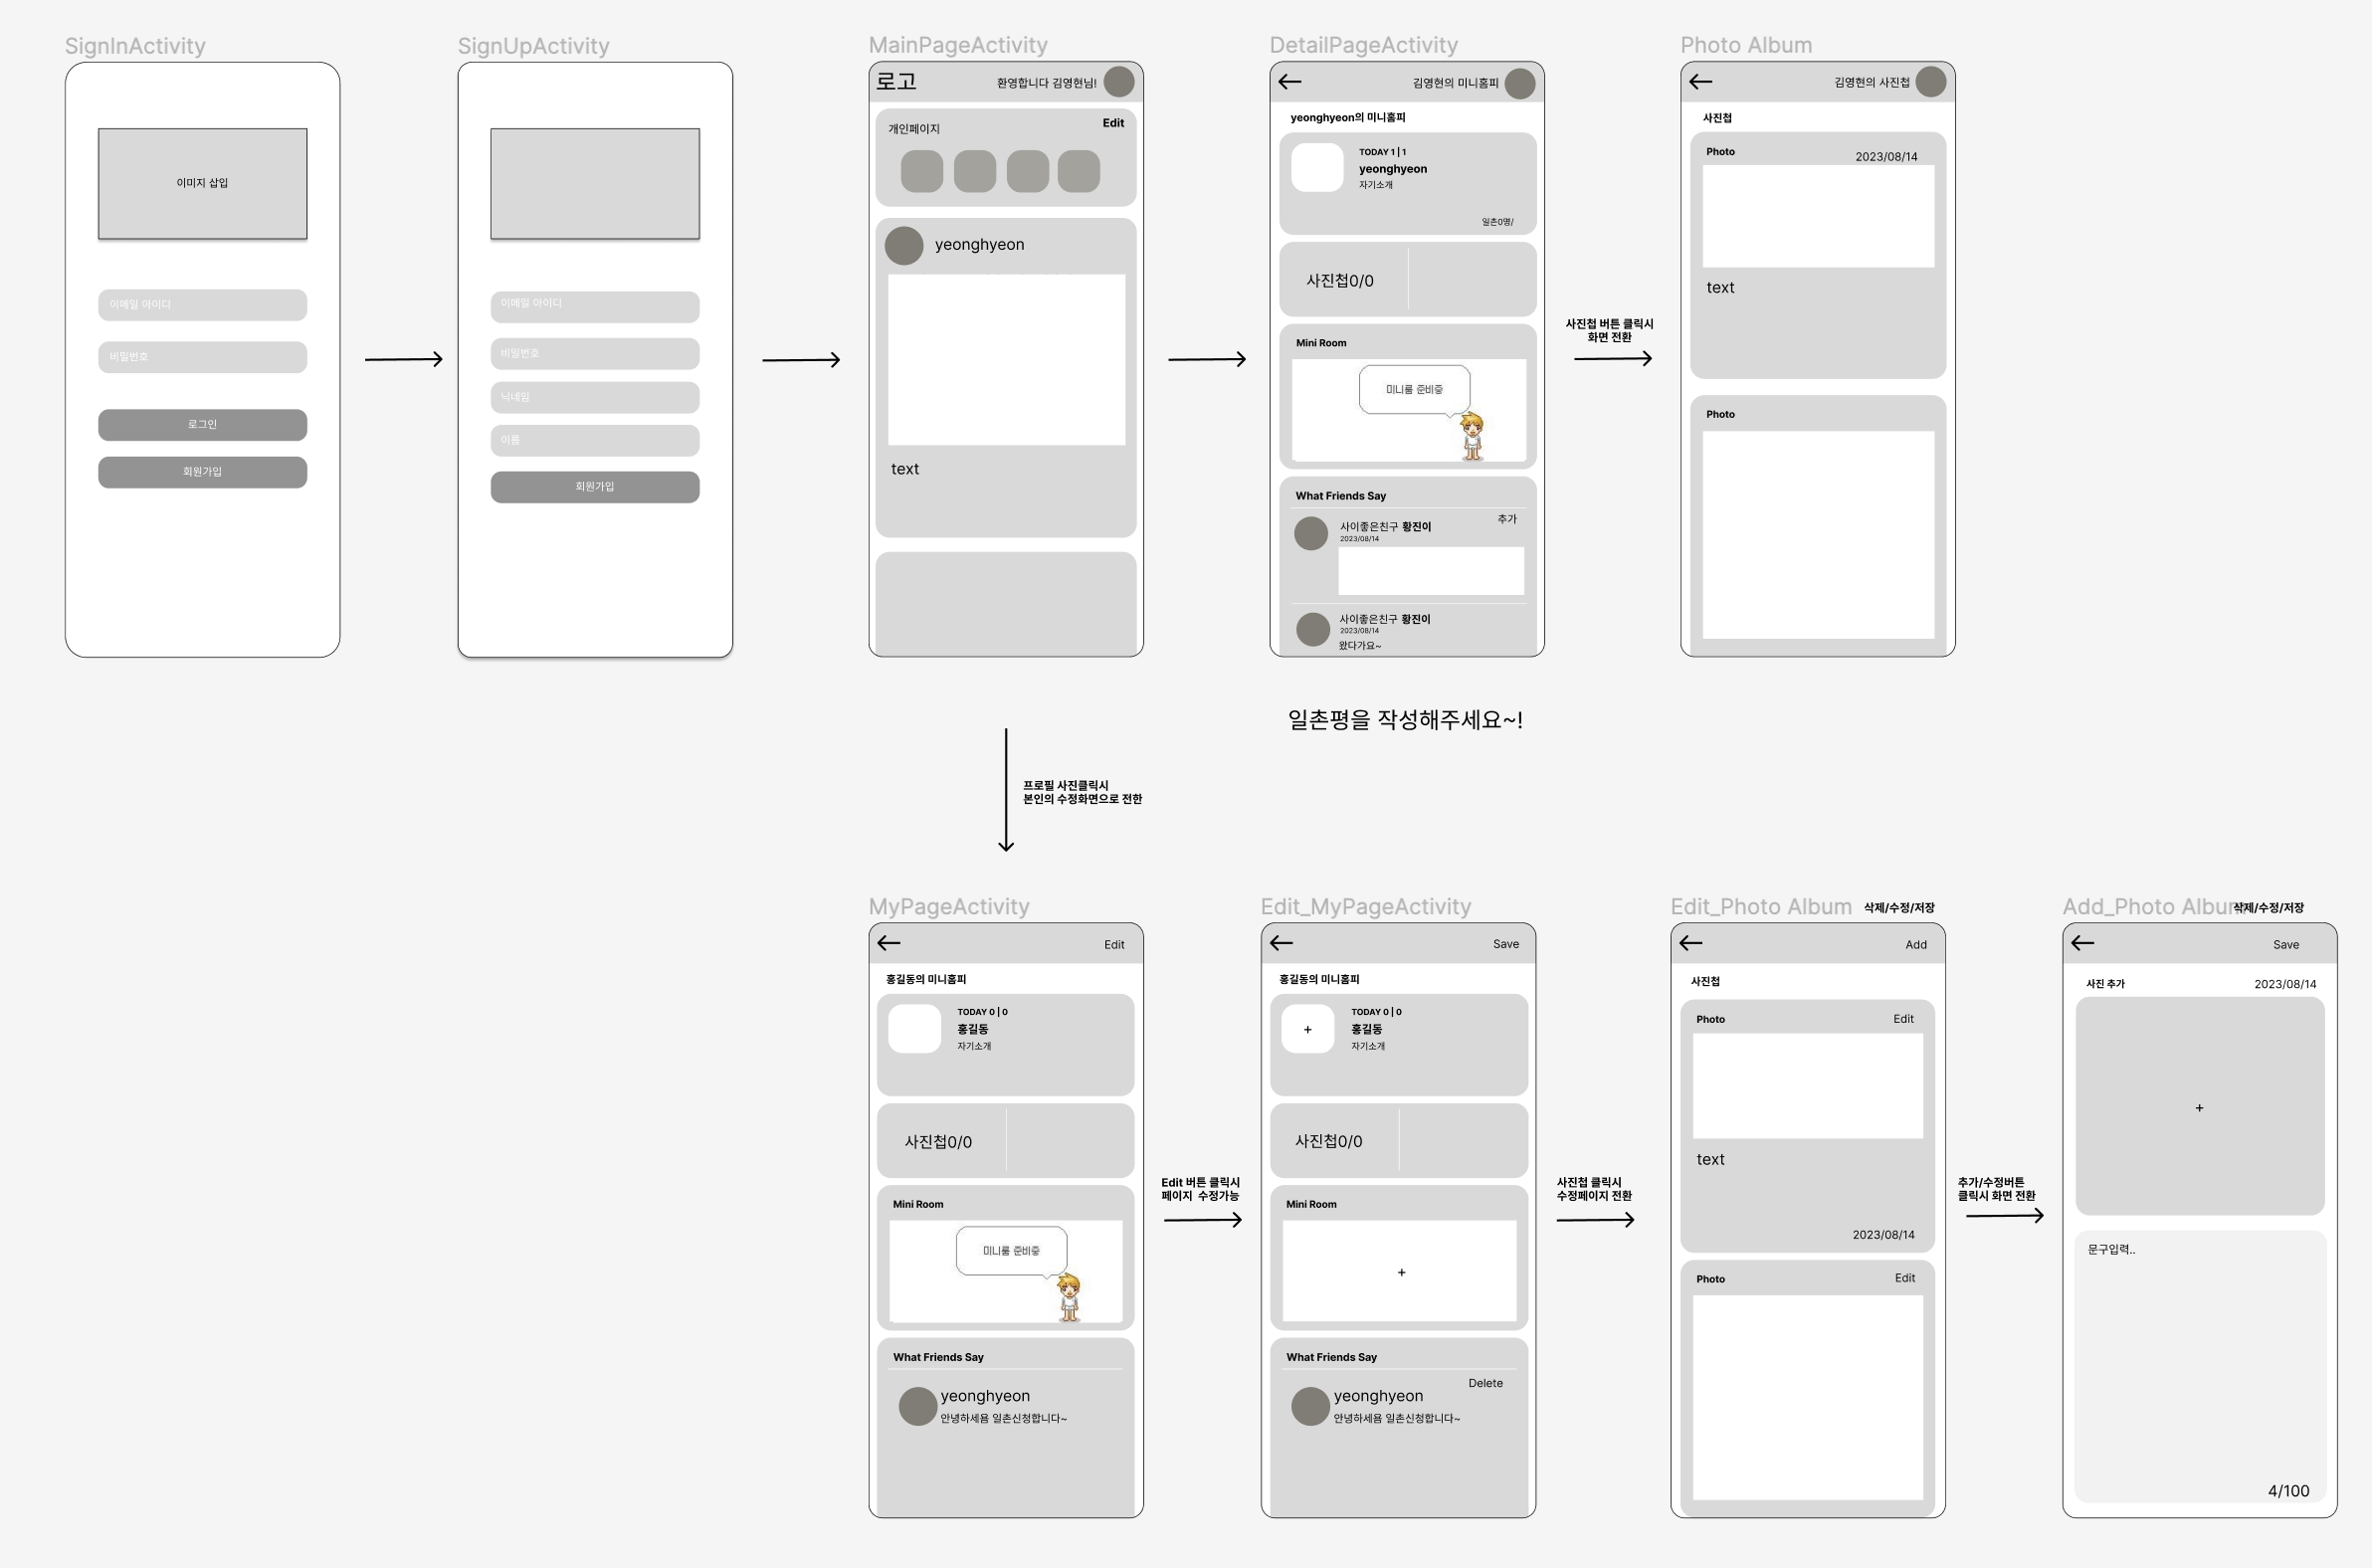 SignInActivity
이미지 삽입
이메일 아이디
비밀번호
로그인
회원가입
SignUpActivity
이메일 아이디
비밀번호
닉네임
이름
회원가입
MainPageActivity
로고
환영합니다 김영현님!
개인페이지
Edit
yeonghyeon
text
DetailPageActivity
김영현의 미니홈피
yeonghyeon의 미니홈피
TODAY 1 | 1
yeonghyeon
자기소개
일촌0명/
사진첩0/0
Mini Room
미니룸 준비중
What Friends Say
추가
사이좋은친구 황진이
2023/08/14
사이좋은친구 황진이
2023/08/14
왔다가요~
일촌평을 작성해주세요~!
사진첩 버튼 클릭시
화면 전환
Photo Album
김영현의 사진첩
사진첩
Photo
2023/08/14
text
Photo
프로필 사진클릭시
본인의 수정화면으로 전한
MyPageActivity
Edit
홍길동의 미니홈피
TODAY 0 | 0
홍길동
자기소개
사진첩0/0
Mini Room
미니룸 준비중
What Friends Say
yeonghyeon
안녕하세욤 일촌신청합니다~
Edit 버튼 클릭시
페이지 수정가능
Edit_MyPageActivity
Save
홍길동의 미니홈피
+
TODAY 0 | 0
홍길동
자기소개
사진첩0/0
Mini Room
+
What Friends Say
Delete
yeonghyeon
안녕하세욤 일촌신청합니다~
사진첩 클릭시
수정페이지 전환
Edit_Photo Album
삭제/수정/저장
Add
사진첩
Photo
Edit
text
2023/08/14
Photo
Edit
추가/수정버튼
클릭시 화면 전환
Add_Photo Album
삭제/수정/저장
Save
사진 추가
2023/08/14
+
문구입력..
4/100